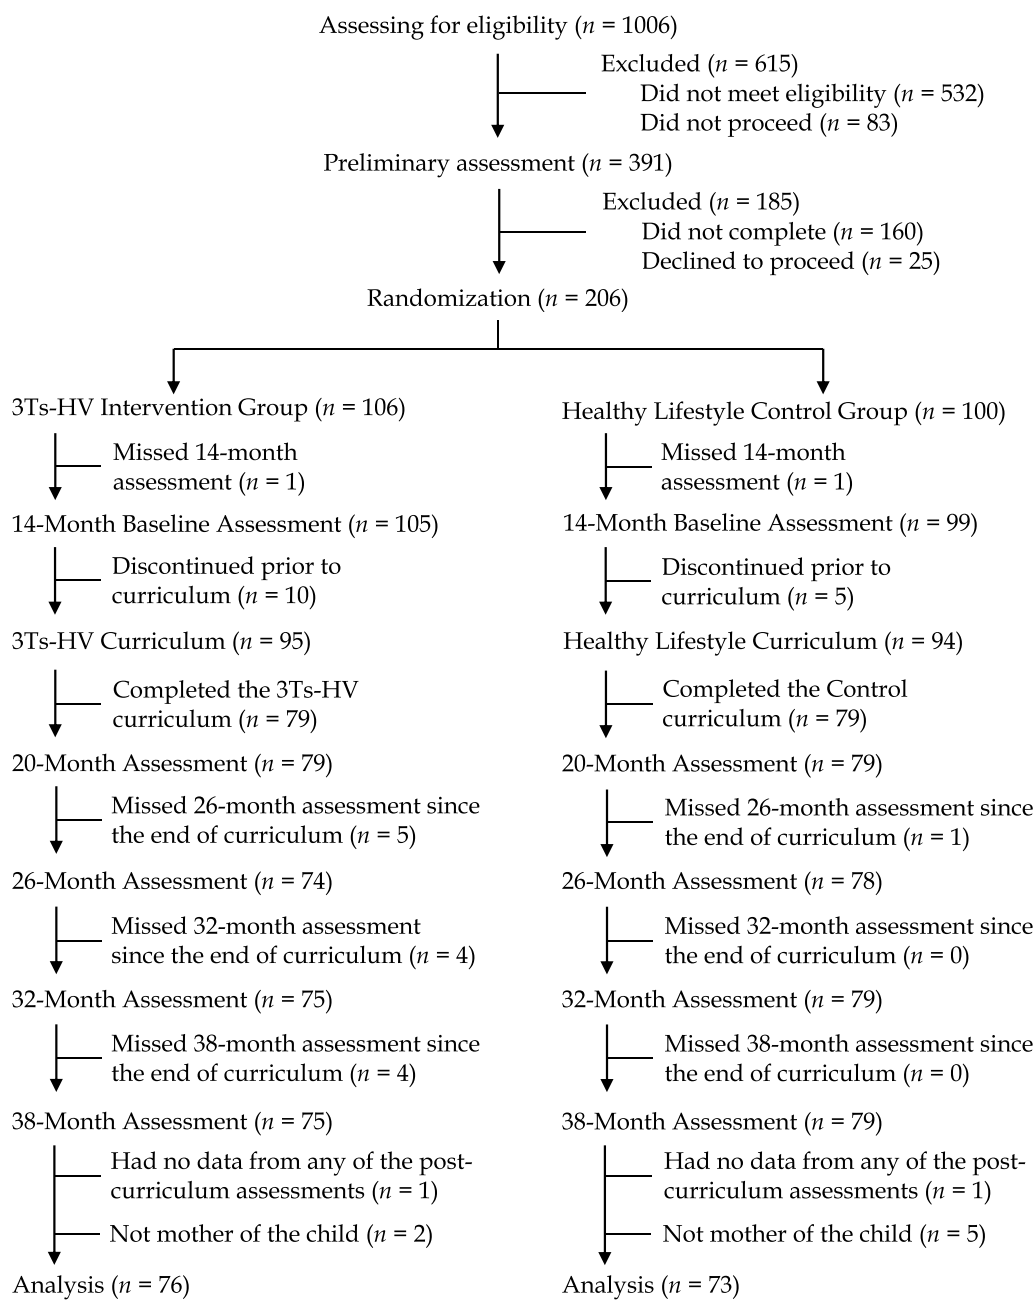 Assessing for eligibility (n = 1006)
Excluded (n = 615)
Did not meet eligibility (n = 532)
Did not proceed (n = 83)
Preliminary assessment (n = 391)
Excluded (n = 185)
Did not complete (n = 160)
Declined to proceed (n = 25)
Randomization (n = 206)
3Ts-HV Intervention Group (n = 106)
Missed 14-month
assessment (n = 1)
14-Month Baseline Assessment (n = 105)
Discontinued prior to
curriculum (n = 10)
3Ts-HV Curriculum (n = 95)
Completed the 3Ts-HV
curriculum (n = 79)
20-Month Assessment (n = 79)
Missed 26-month assessment since
the end of curriculum (n = 5)
26-Month Assessment (n = 74)
Missed 32-month assessment
since the end of curriculum (n = 4)
32-Month Assessment (n = 75)
Missed 38-month assessment since
the end of curriculum (n = 4)
38-Month Assessment (n = 75)
Had no data from any of the post-
curriculum assessments (n = 1)
Not mother of the child (n = 2)
Analysis (n = 76)
Healthy Lifestyle Control Group (n = 100)
Missed 14-month
assessment (n = 1)
14-Month Baseline Assessment (n = 99)
Discontinued prior to
curriculum (n = 5)
Healthy Lifestyle Curriculum (n = 94)
Completed the Control
curriculum (n = 79)
20-Month Assessment (n = 79)
Missed 26-month assessment since
the end of curriculum (n = 1)
26-Month Assessment (n = 78)
Missed 32-month assessment since
the end of curriculum (n = 0)
32-Month Assessment (n = 79)
Missed 38-month assessment since
the end of curriculum (n = 0)
38-Month Assessment (n = 79)
Had no data from any of the post-
curriculum assessments (n = 1)
Not mother of the child (n = 5)
Analysis (n = 73)